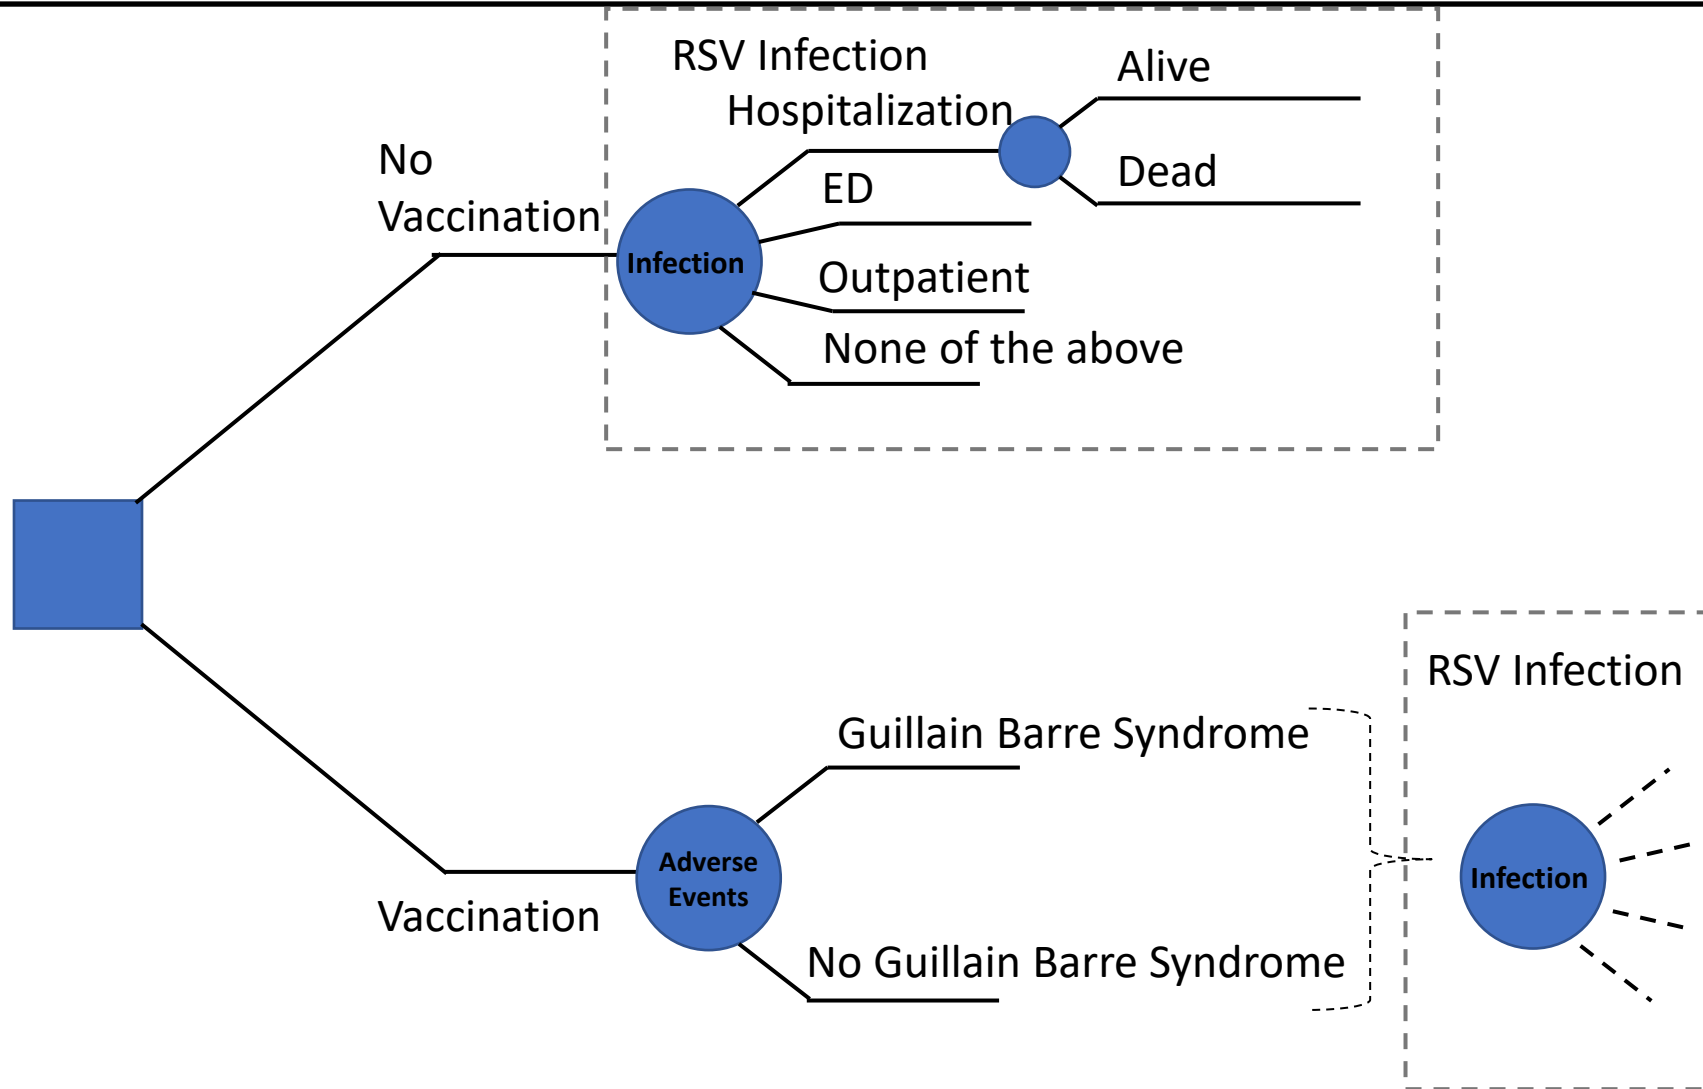 RSV Infection
Hospitalization
Alive
Dead
No
Vaccination
ED
Infection
Outpatient
None of the above
RSV Infection
Guillain Barre Syndrome
Adverse
Events
Infection
Vaccination
No Guillain Barre Syndrome